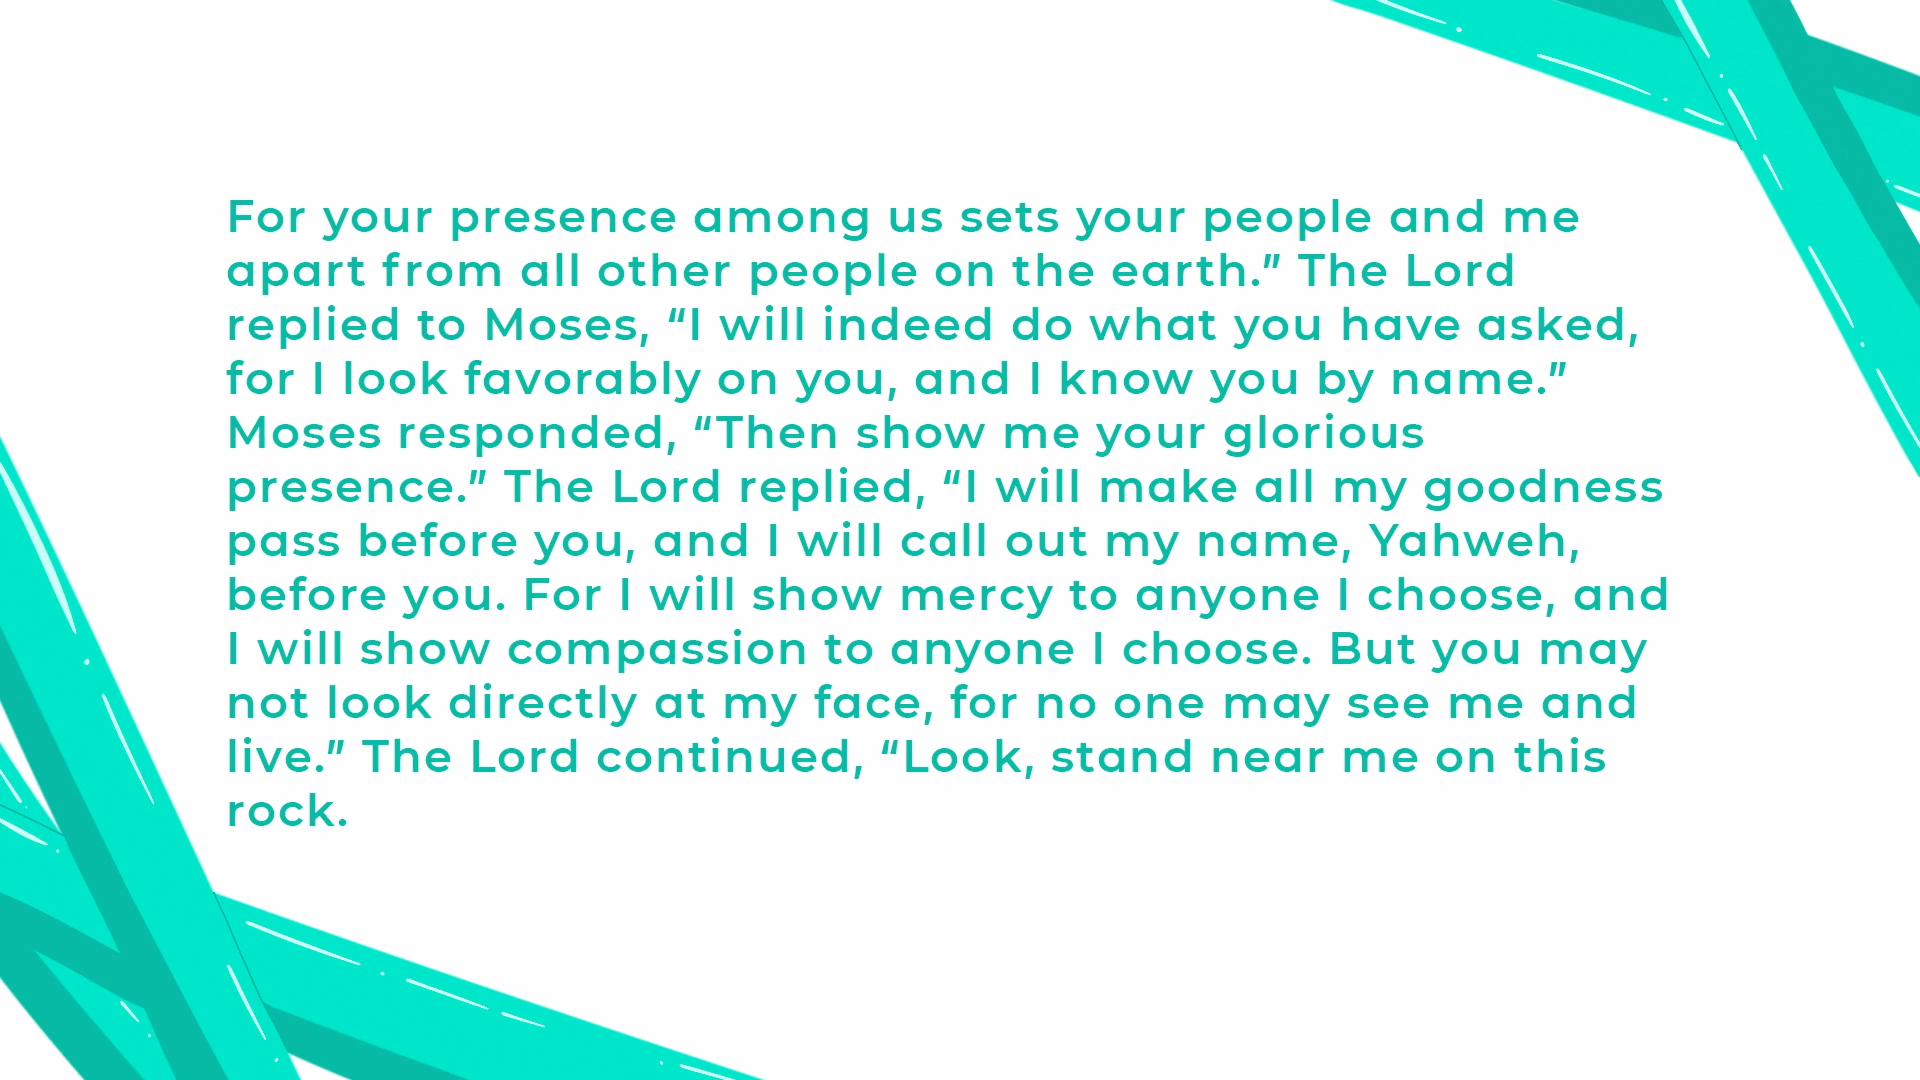 For your presence among us sets your people and me
apart from all other people on the earth.” The Lord
replied to Moses, “I will indeed do what you have asked,
for I look favorably on you, and I know you by name.”
Moses responded, “Then show me your glorious
presence.” The Lord replied, “I will make all my goodness
pass before you, and I will call out my name, Yahweh,
before you. For I will show mercy to anyone I choose, and
I will show compassion to anyone I choose. But you may
not look directly at my face, for no one may see me and
live.” The Lord continued, “Look, stand near me on this
rock.